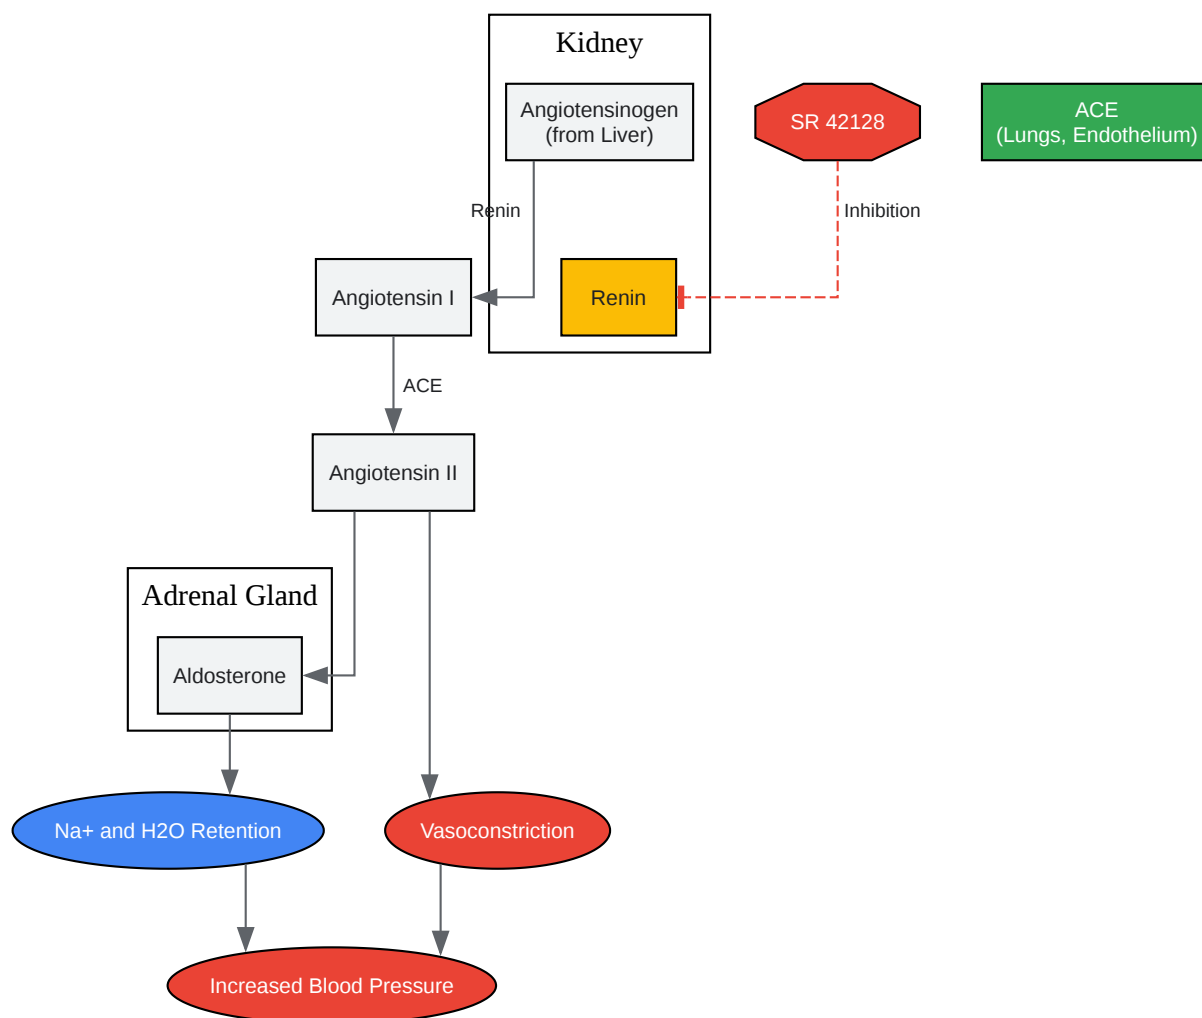 Kidney
Angiotensinogen
(from Liver)
SR 42128
ACE
(Lungs, Endothelium)
Renin
Inhibition
Angiotensin I
Renin
ACE
Angiotensin II
Adrenal Gland
Aldosterone
Na+ and H2O Retention
Vasoconstriction
Increased Blood Pressure